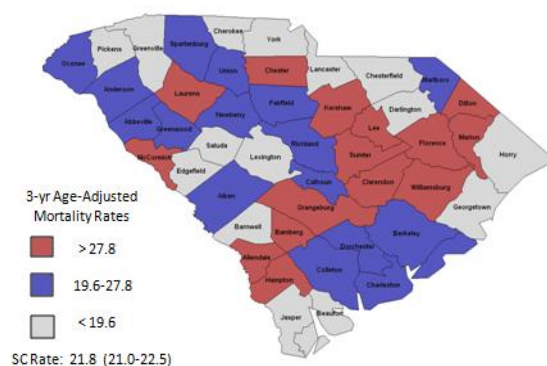 Cherokee
York
Spartanburg
Greenville
Pickens
Oconee
Union
Chester
Lancaster
Chesterfield
Marlboro
Anderson
Laurens
Fairfield
Kershaw
Darlington
Dillon
Newberry
Lee
Florence
Marion
Abbeville
Greenwood
Saluda
Richland
Sumter
Horry
McCormick
Lexington
Edgefield
Calhoun
Clarendon
Williamsburg
Aiken
Orangeburg
Georgetown
Barnwell
Bamberg
Berkeley
Dorchester
Allendale
Colleton
Hampton
Charleston
Jasper
Beaufort
3-yr Age-Adjusted
Mortality Rates
> 27.8
19.6-27.8
< 19.6
SC Rate: 21.8 (21.0-22.5)